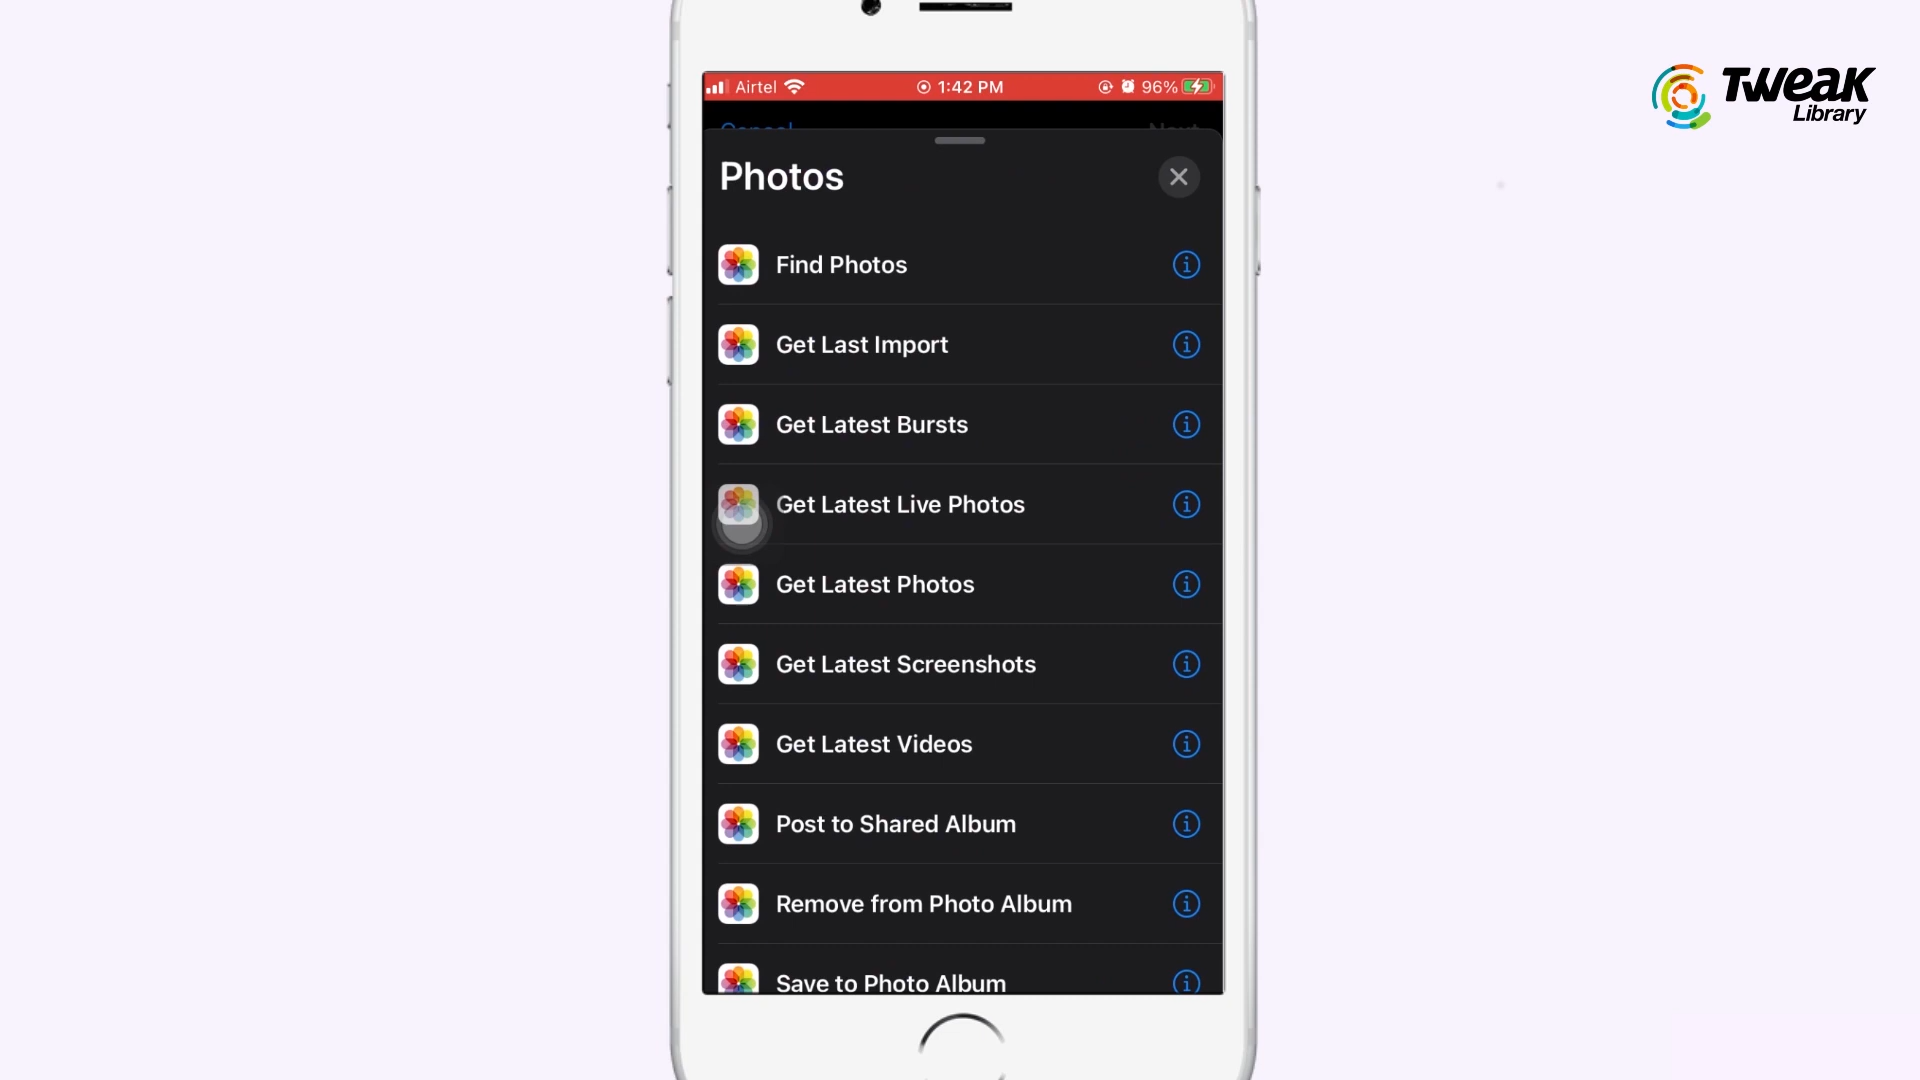 Airtel 1:42 PM 96%
TWEAK
Library
Cancel
Photos
Find Photos
Get Last Import
Get Latest Bursts
Get Latest Live Photos
Get Latest Photos
Get Latest Screenshots
Get Latest Videos
Post to Shared Album
Remove from Photo Album
Save to Photo Album